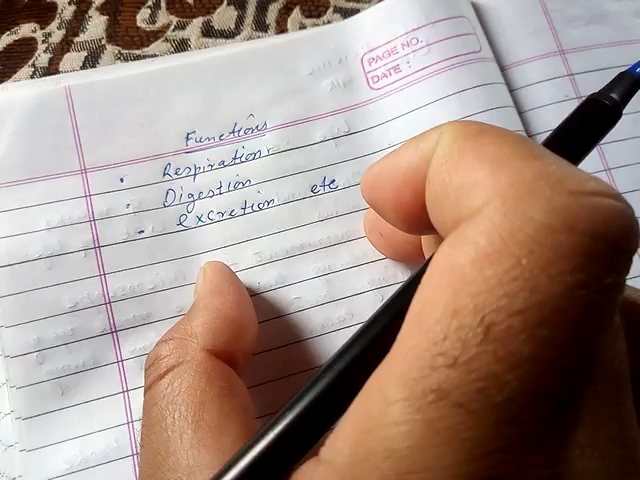 PAGE NO.
DATE :
Functions
• Respiration
• Digestion
• excretion etc